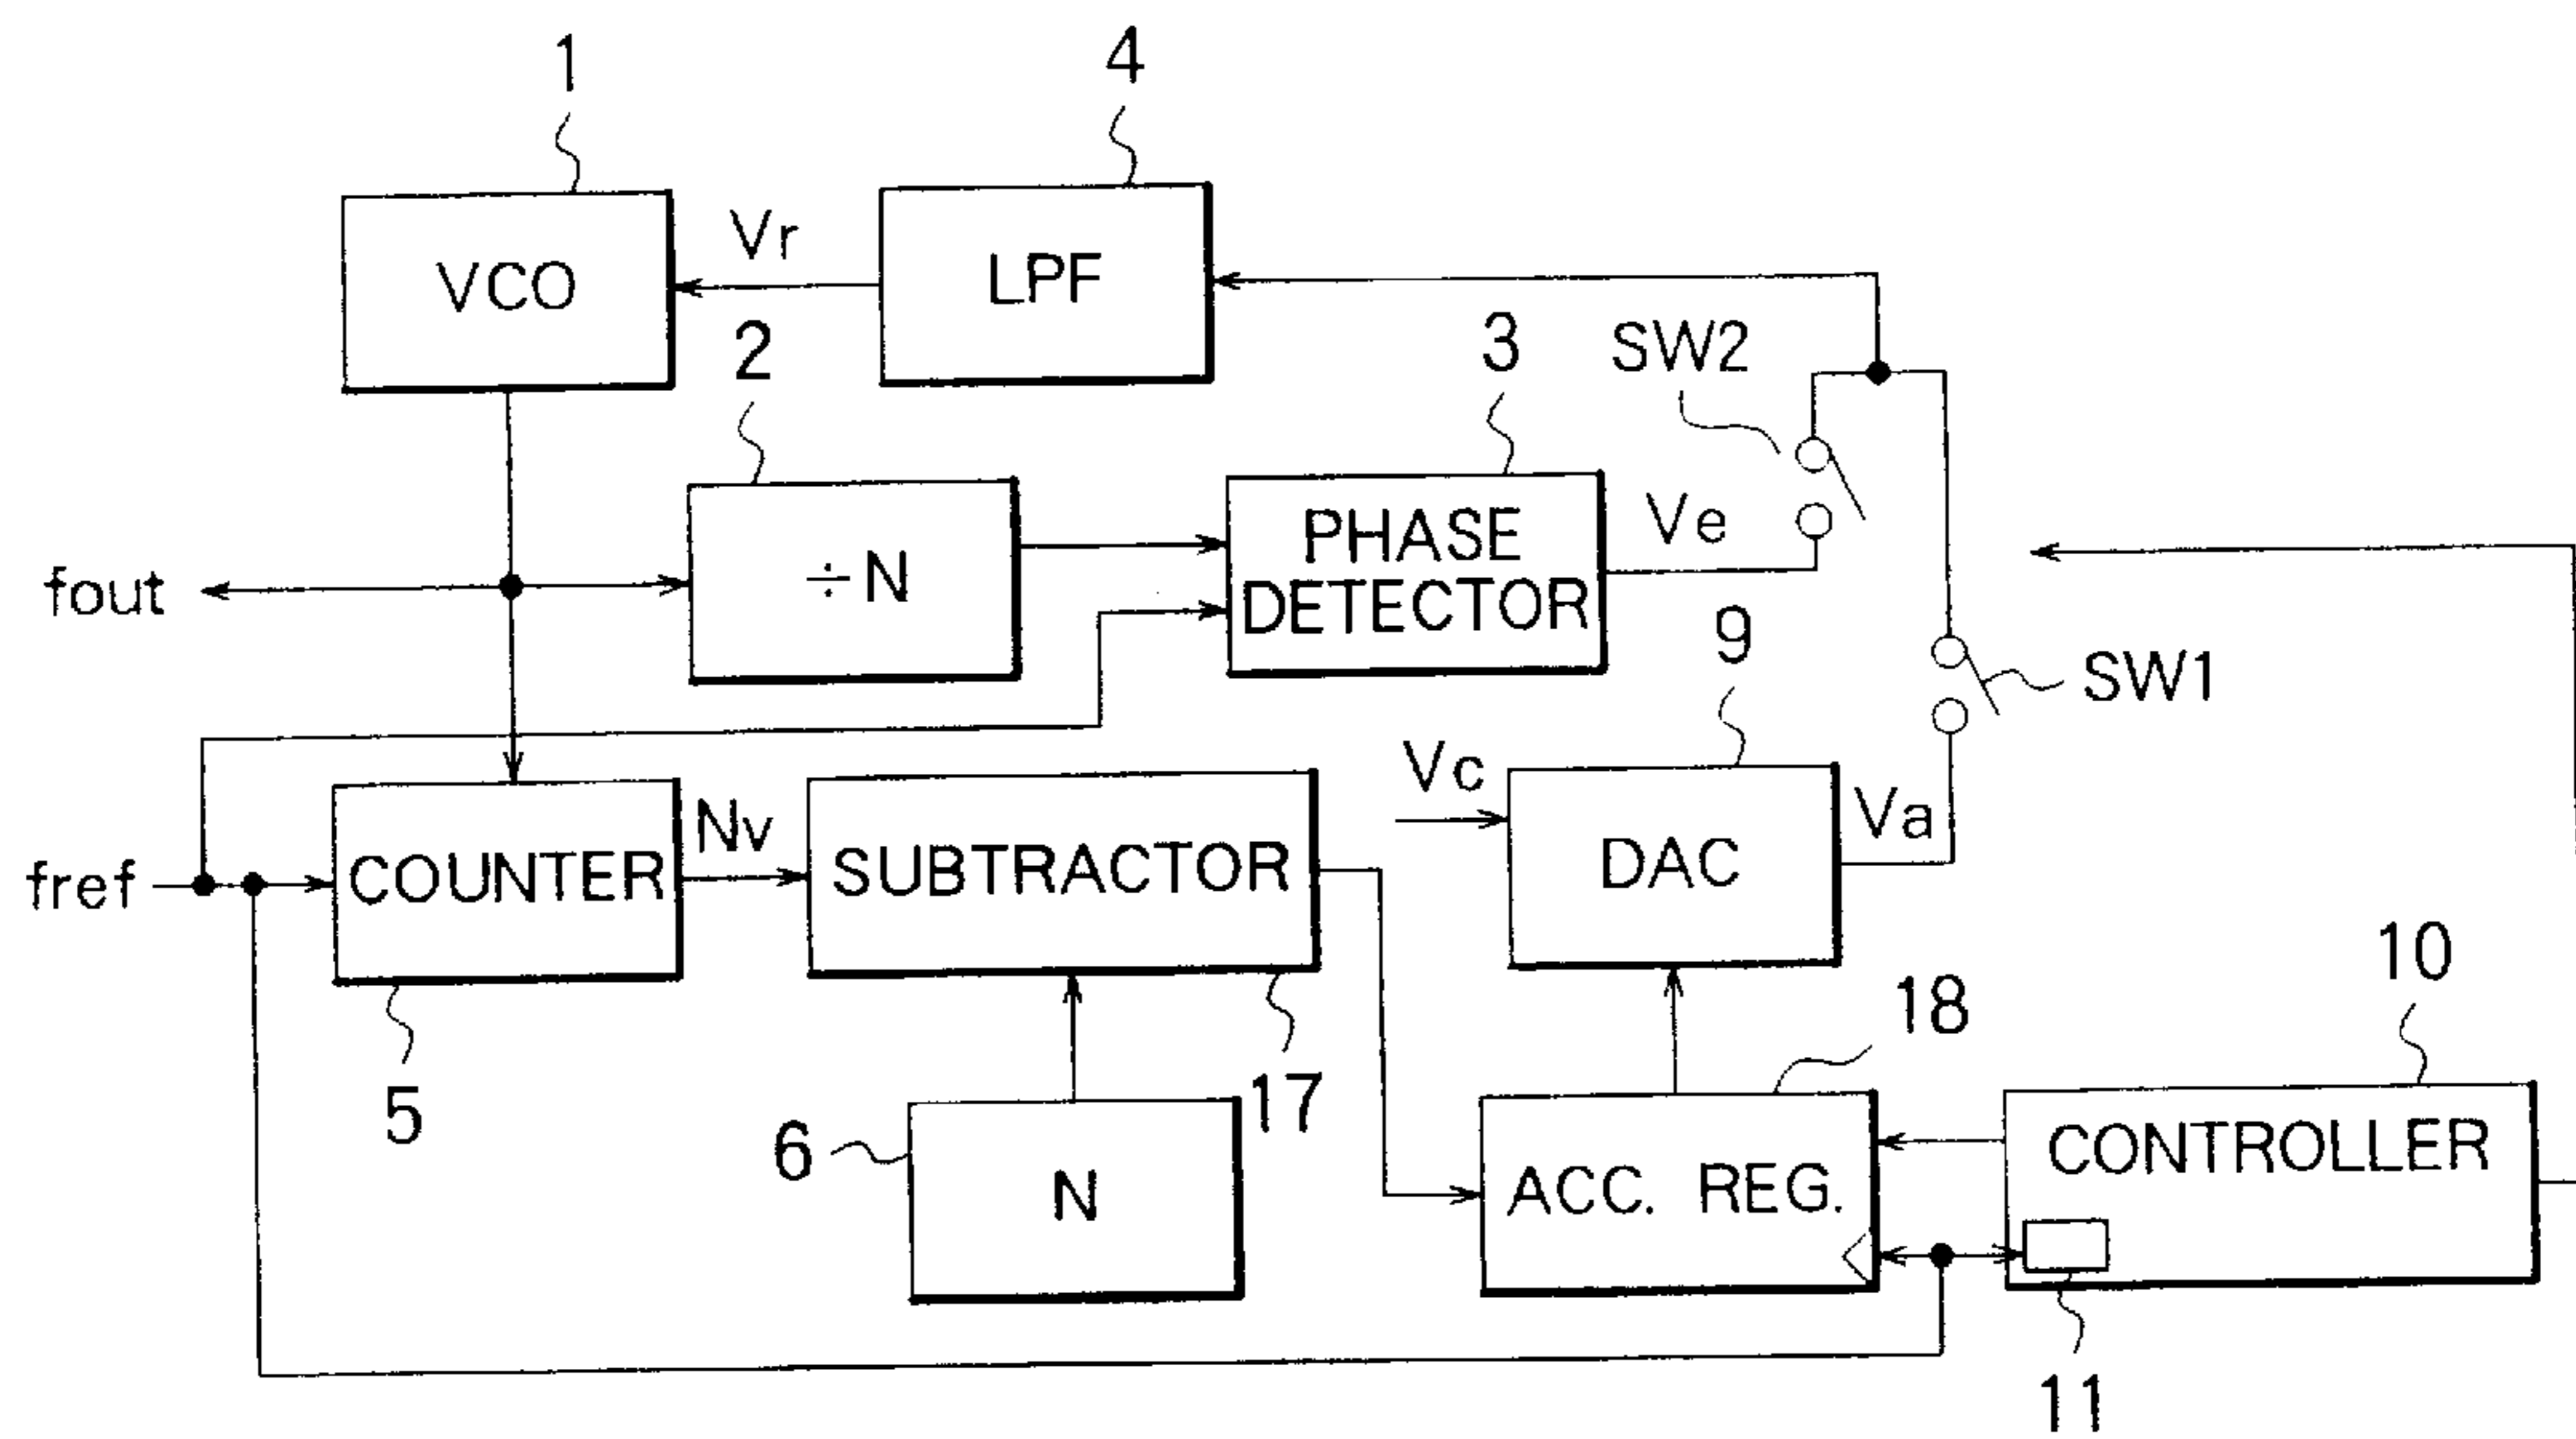 1
4
VCO
Vr
LPF
2
3
SW2
÷N
PHASE
DETECTOR
Ve
fout
9
SW1
Vc
DAC
Va
fref
COUNTER
Nv
SUBTRACTOR
10
18
5
17
6
N
ACC. REG.
CONTROLLER
11